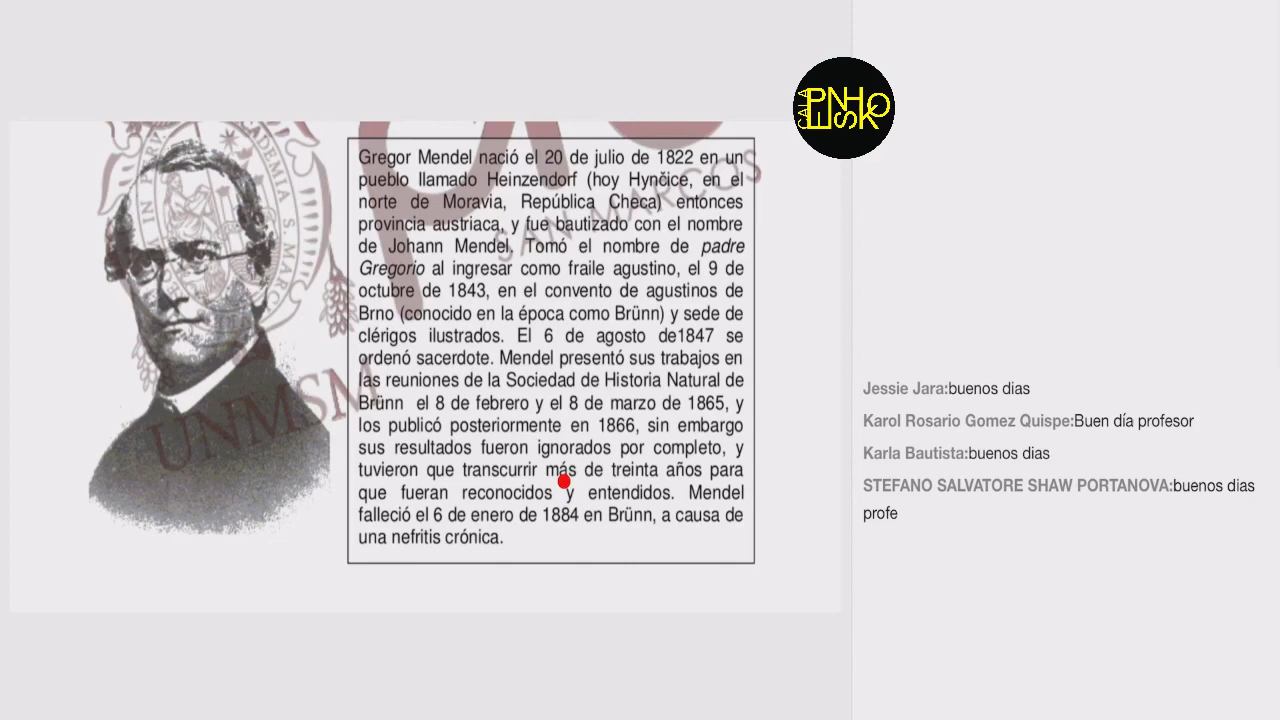 CALA
PNHO
ESK
Gregor Mendel nació el 20 de julio de 1822 en un
pueblo llamado Heinzendorf (hoy Hynčice, en el
norte de Moravia, República Checa) entonces
provincia austriaca, y fue bautizado con el nombre
de Johann Mendel. Tomó el nombre de padre
Gregorio al ingresar como fraile agustino, el 9 de
octubre de 1843, en el convento de agustinos de
Brno (conocido en la época como Brünn) y sede de
clérigos ilustrados. El 6 de agosto de1847 se
ordenó sacerdote. Mendel presentó sus trabajos en
las reuniones de la Sociedad de Historia Natural de
Brünn el 8 de febrero y el 8 de marzo de 1865, y
los publicó posteriormente en 1866, sin embargo
sus resultados fueron ignorados por completo, y
tuvieron que transcurrir más de treinta años para
que fueran reconocidos y entendidos. Mendel
falleció el 6 de enero de 1884 en Brünn, a causa de
una nefritis crónica.
SAN MARCOS
UNMSM
Jessie Jara:buenos dias
Karol Rosario Gomez Quispe:Buen día profesor
Karla Bautista:buenos dias
STEFANO SALVATORE SHAW PORTANOVA:buenos dias
profe